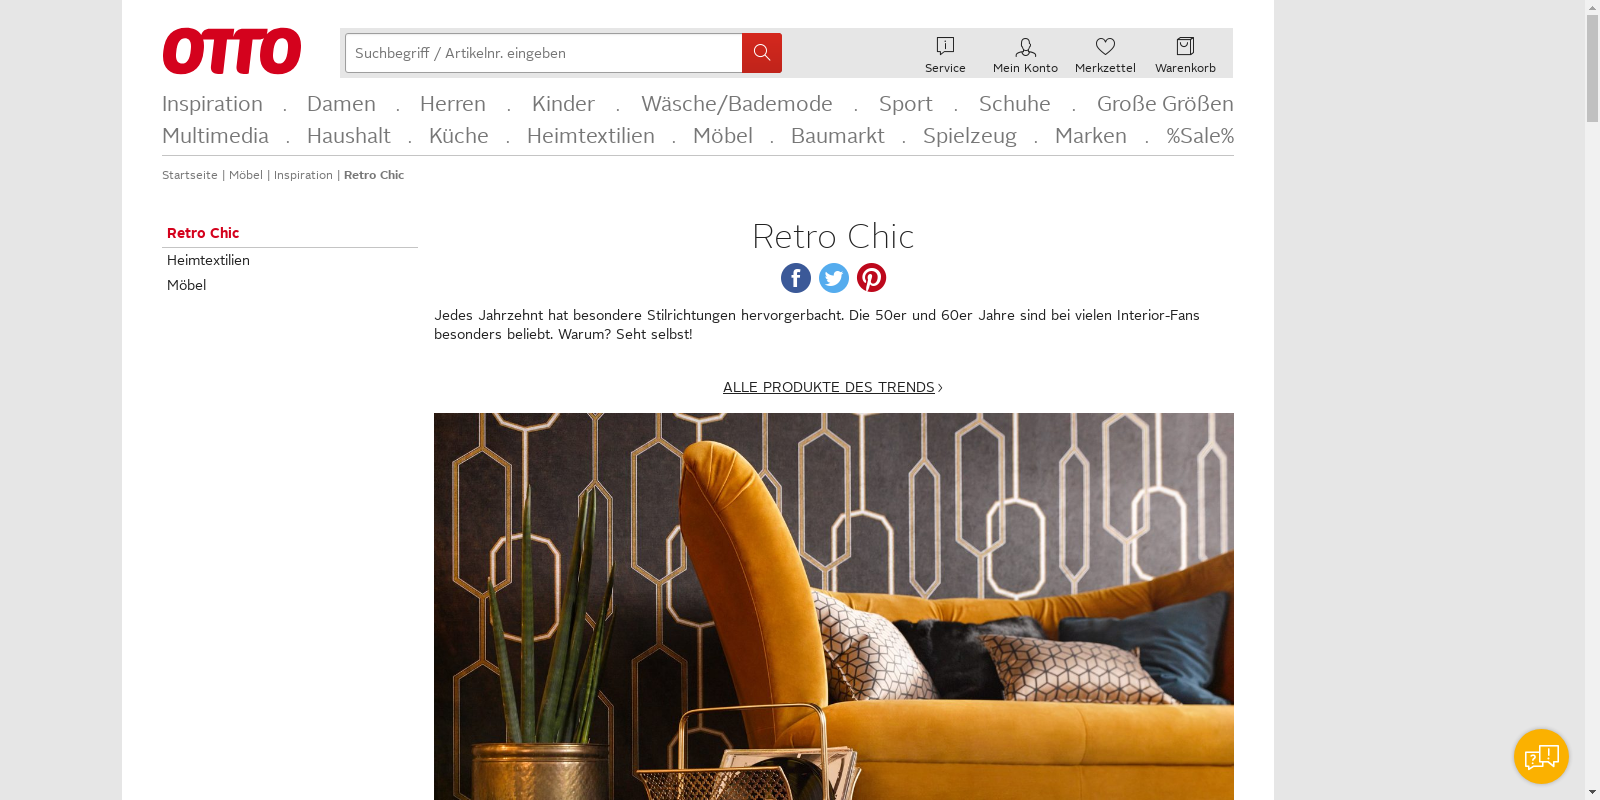 OTTO
Suchbegriff / Artikelnr. eingeben
Service
Mein Konto
Merkzettel
Warenkorb
Inspiration . Damen . Herren . Kinder . Wäsche/Bademode . Sport . Schuhe . Große Größen
Multimedia . Haushalt . Küche . Heimtextilien . Möbel . Baumarkt . Spielzeug . Marken . %Sale%
Startseite | Möbel | Inspiration | Retro Chic
Retro Chic
Heimtextilien
Möbel
Retro Chic
Jedes Jahrzehnt hat besondere Stilrichtungen hervorgerbacht. Die 50er und 60er Jahre sind bei vielen Interior-Fans
besonders beliebt. Warum? Seht selbst!
ALLE PRODUKTE DES TRENDS ›